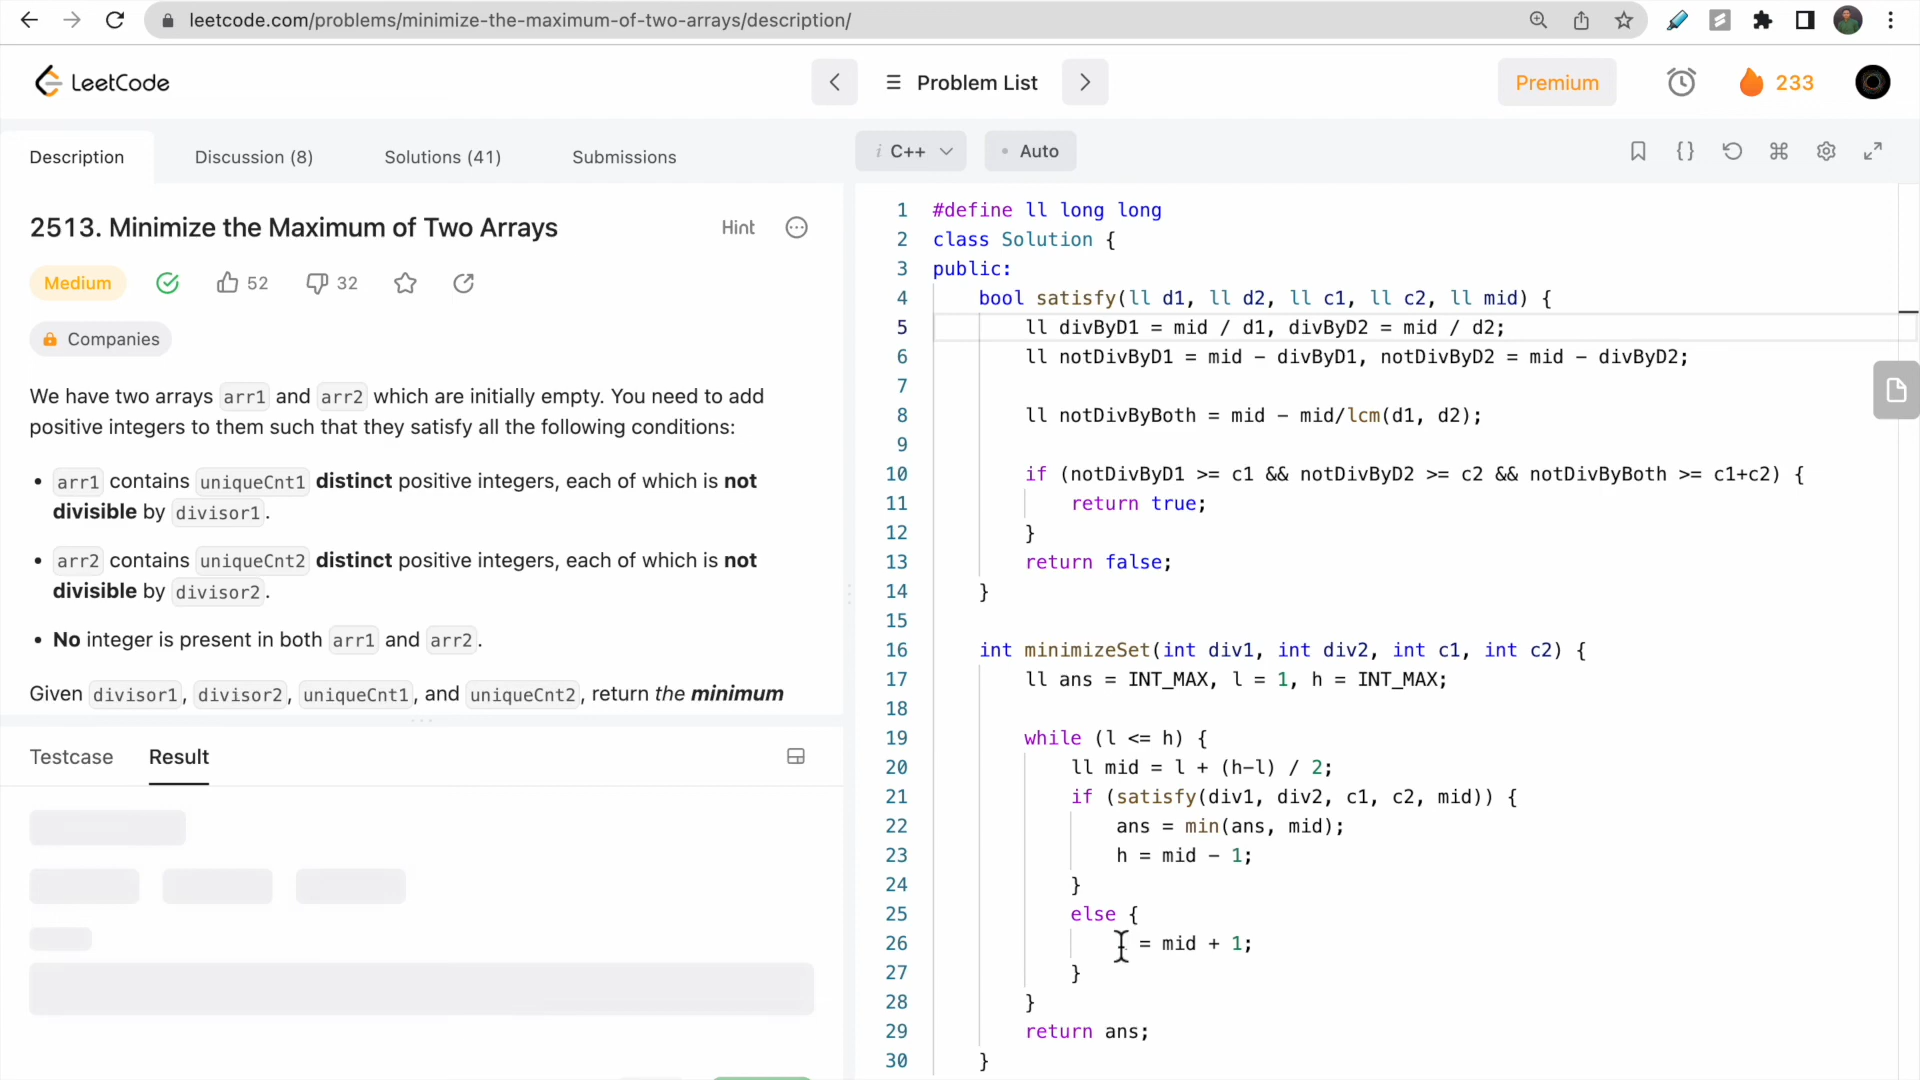 leetcode.com/problems/minimize-the-maximum-of-two-arrays/description/
LeetCode
Problem List
Premium
233
Description
Discussion (8)
Solutions (41)
Submissions
2513. Minimize the Maximum of Two Arrays
Hint
Medium
52
32
Companies
We have two arrays arr1 and arr2 which are initially empty. You need to add
positive integers to them such that they satisfy all the following conditions:
• arr1 contains uniqueCnt1 distinct positive integers, each of which is not
divisible by divisor1.
• arr2 contains uniqueCnt2 distinct positive integers, each of which is not
divisible by divisor2.
• No integer is present in both arr1 and arr2.
Given divisor1, divisor2, uniqueCnt1, and uniqueCnt2, return the minimum
Testcase
Result
i C++
• Auto
1 #define ll long long
2 class Solution {
3 public:
4 bool satisfy(ll d1, ll d2, ll c1, ll c2, ll mid) {
5 ll divByD1 = mid / d1, divByD2 = mid / d2;
6 ll notDivByD1 = mid - divByD1, notDivByD2 = mid - divByD2;
7
8 ll notDivByBoth = mid - mid/lcm(d1, d2);
9
10 if (notDivByD1 >= c1 && notDivByD2 >= c2 && notDivByBoth >= c1+c2) {
11 return true;
12 }
13 return false;
14 }
15
16 int minimizeSet(int div1, int div2, int c1, int c2) {
17 ll ans = INT_MAX, l = 1, h = INT_MAX;
18
19 while (l <= h) {
20 ll mid = l + (h-l) / 2;
21 if (satisfy(div1, div2, c1, c2, mid)) {
22 ans = min(ans, mid);
23 h = mid - 1;
24 }
25 else {
26 = mid + 1;
27 }
28 }
29 return ans;
30 }